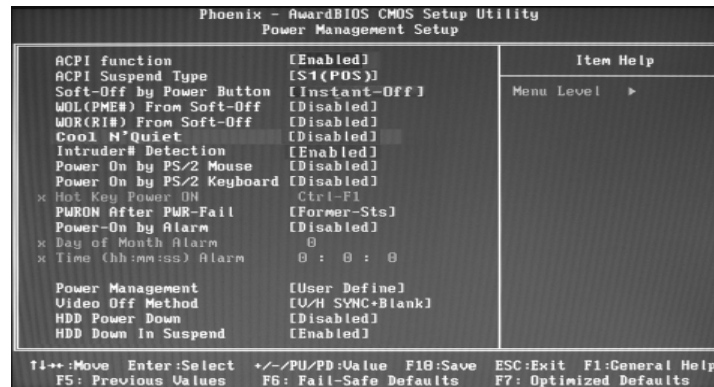 Phoenix - AwardBIOS CMOS Setup Utility
Power Management Setup
ACPI function [Enabled]
ACPI Suspend Type [S1(POS)]
Soft-Off by Power Button [Instant-Off]
WOL(PME#) From Soft-Off [Disabled]
WOR(RI#) From Soft-Off [Disabled]
Cool N'Quiet [Disabled]
Intruder# Detection [Enabled]
Power On by PS/2 Mouse [Disabled]
Power On by PS/2 Keyboard [Disabled]
x Hot Key Power ON Ctrl-F1
PWRON After PWR-Fail [Former-Sts]
Power-On by Alarm [Disabled]
x Day of Month Alarm 0
x Time (hh:mm:ss) Alarm 0 : 0 : 0
Power Management [User Define]
Video Off Method [V/H SYNC+Blank]
HDD Power Down [Disabled]
HDD Down In Suspend [Enabled]
Item Help
Menu Level ►
↑↓→←:Move Enter:Select +/-/PU/PD:Value F10:Save ESC:Exit F1:General Help
F5: Previous Values F6: Fail-Safe Defaults F7: Optimized Defaults